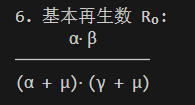 6. 基本再生数 R₀:
α·β
(α + μ)·(γ + μ)